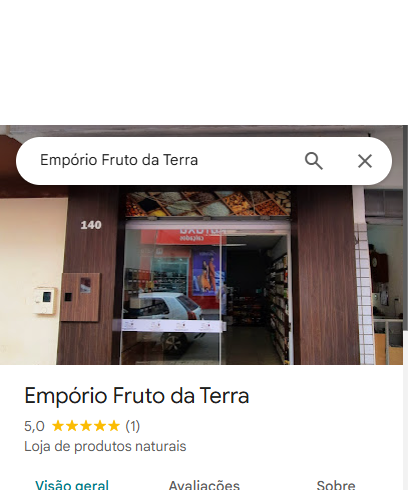 Empório Fruto da Terra
140
Empório Fruto da Terra
5,0 (1)
Loja de produtos naturais
Visão geral Avaliações Sobre